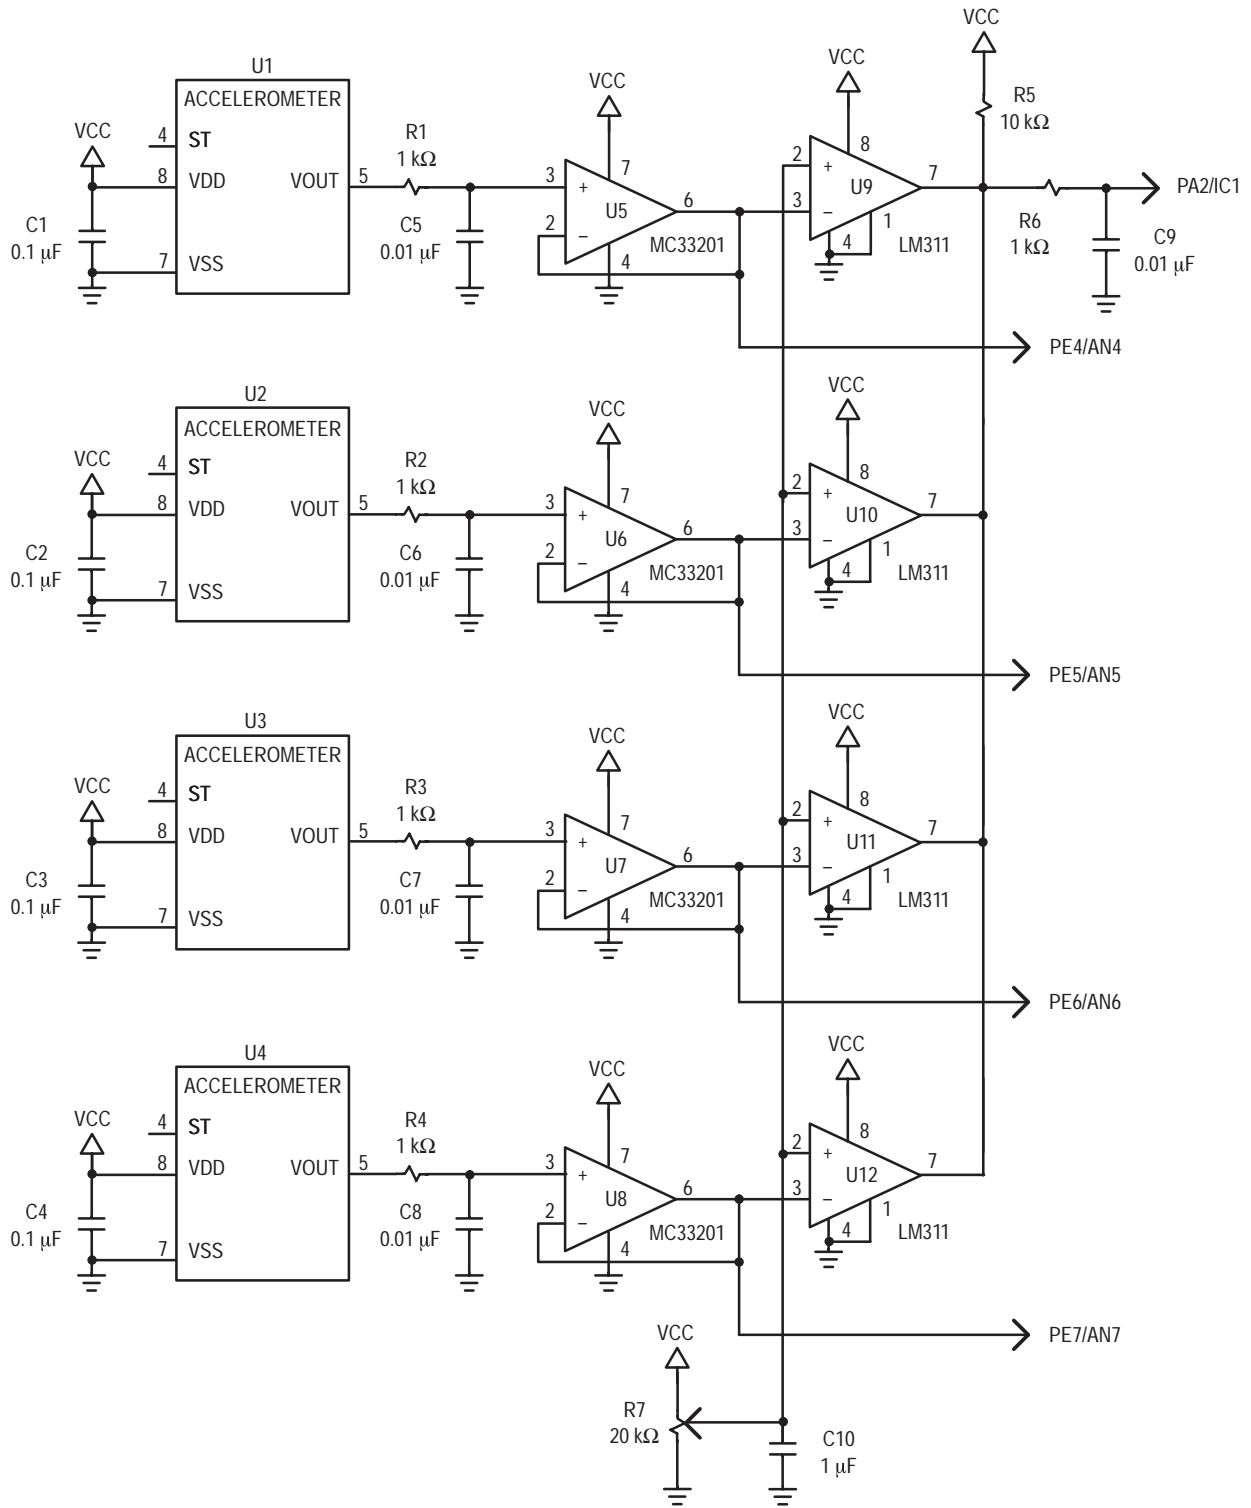 VCC
VCC
U1
ACCELEROMETER
VCC
R5
10 kΩ
VCC
4
ST
R1
1 kΩ
7
2
+
8
8
VDD
VOUT
5
3
+
U9
7
PA2/IC1
C1
0.1 μF
C5
0.01 μF
U5
6
3
–
1
R6
1 kΩ
C9
0.01 μF
2
–
MC33201
4
LM311
7
VSS
4
PE4/AN4
U2
VCC
ACCELEROMETER
VCC
VCC
4
ST
R2
1 kΩ
7
2
+
8
8
VDD
VOUT
5
3
+
U10
7
C2
0.1 μF
C6
0.01 μF
U6
6
3
–
1
2
–
MC33201
4
LM311
7
VSS
4
PE5/AN5
U3
VCC
ACCELEROMETER
VCC
VCC
4
ST
R3
1 kΩ
7
2
+
8
8
VDD
VOUT
5
3
+
U11
7
C3
0.1 μF
C7
0.01 μF
U7
6
3
–
1
2
–
MC33201
4
LM311
7
VSS
4
PE6/AN6
U4
VCC
ACCELEROMETER
VCC
VCC
4
ST
R4
1 kΩ
7
2
+
8
8
VDD
VOUT
5
3
+
U12
7
C4
0.1 μF
C8
0.01 μF
U8
6
3
–
1
2
–
MC33201
4
LM311
7
VSS
4
VCC
PE7/AN7
R7
20 kΩ
C10
1 μF